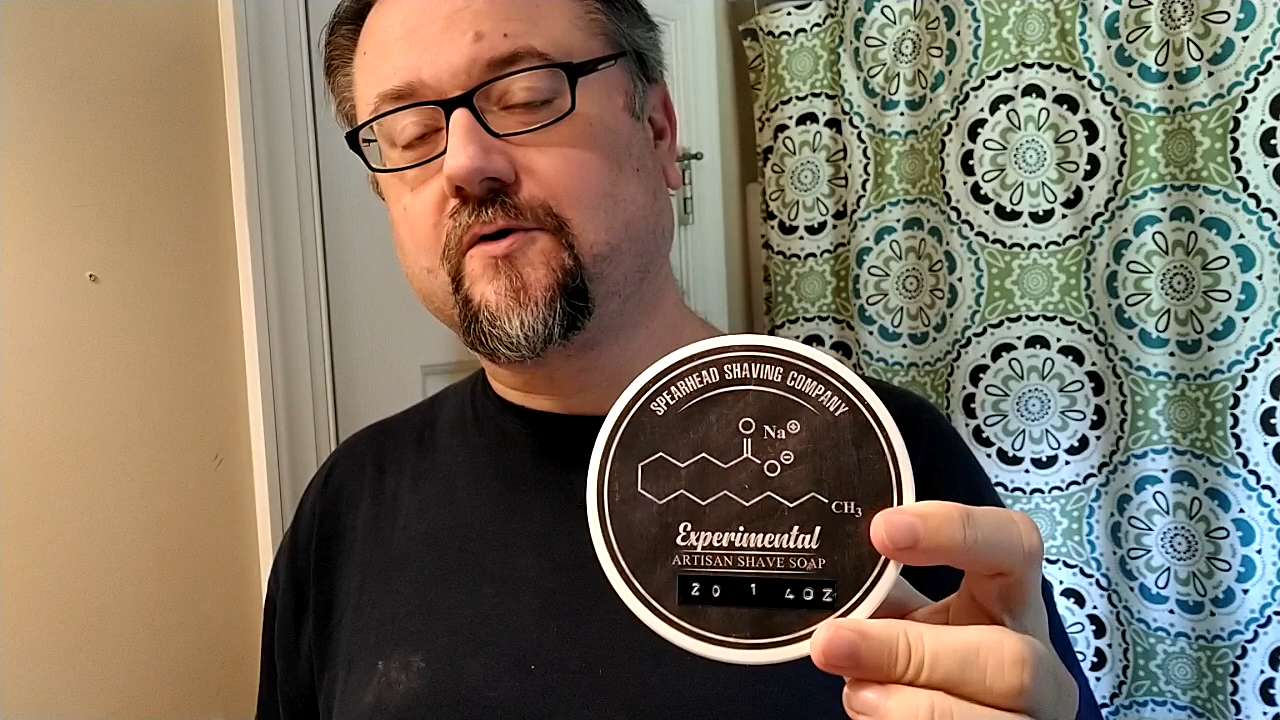 SPEARHEAD SHAVING COMPANY
O Na⊕
O⊖
CH₃
Experimental
ARTISAN SHAVE SOAP
20 1 4OZ